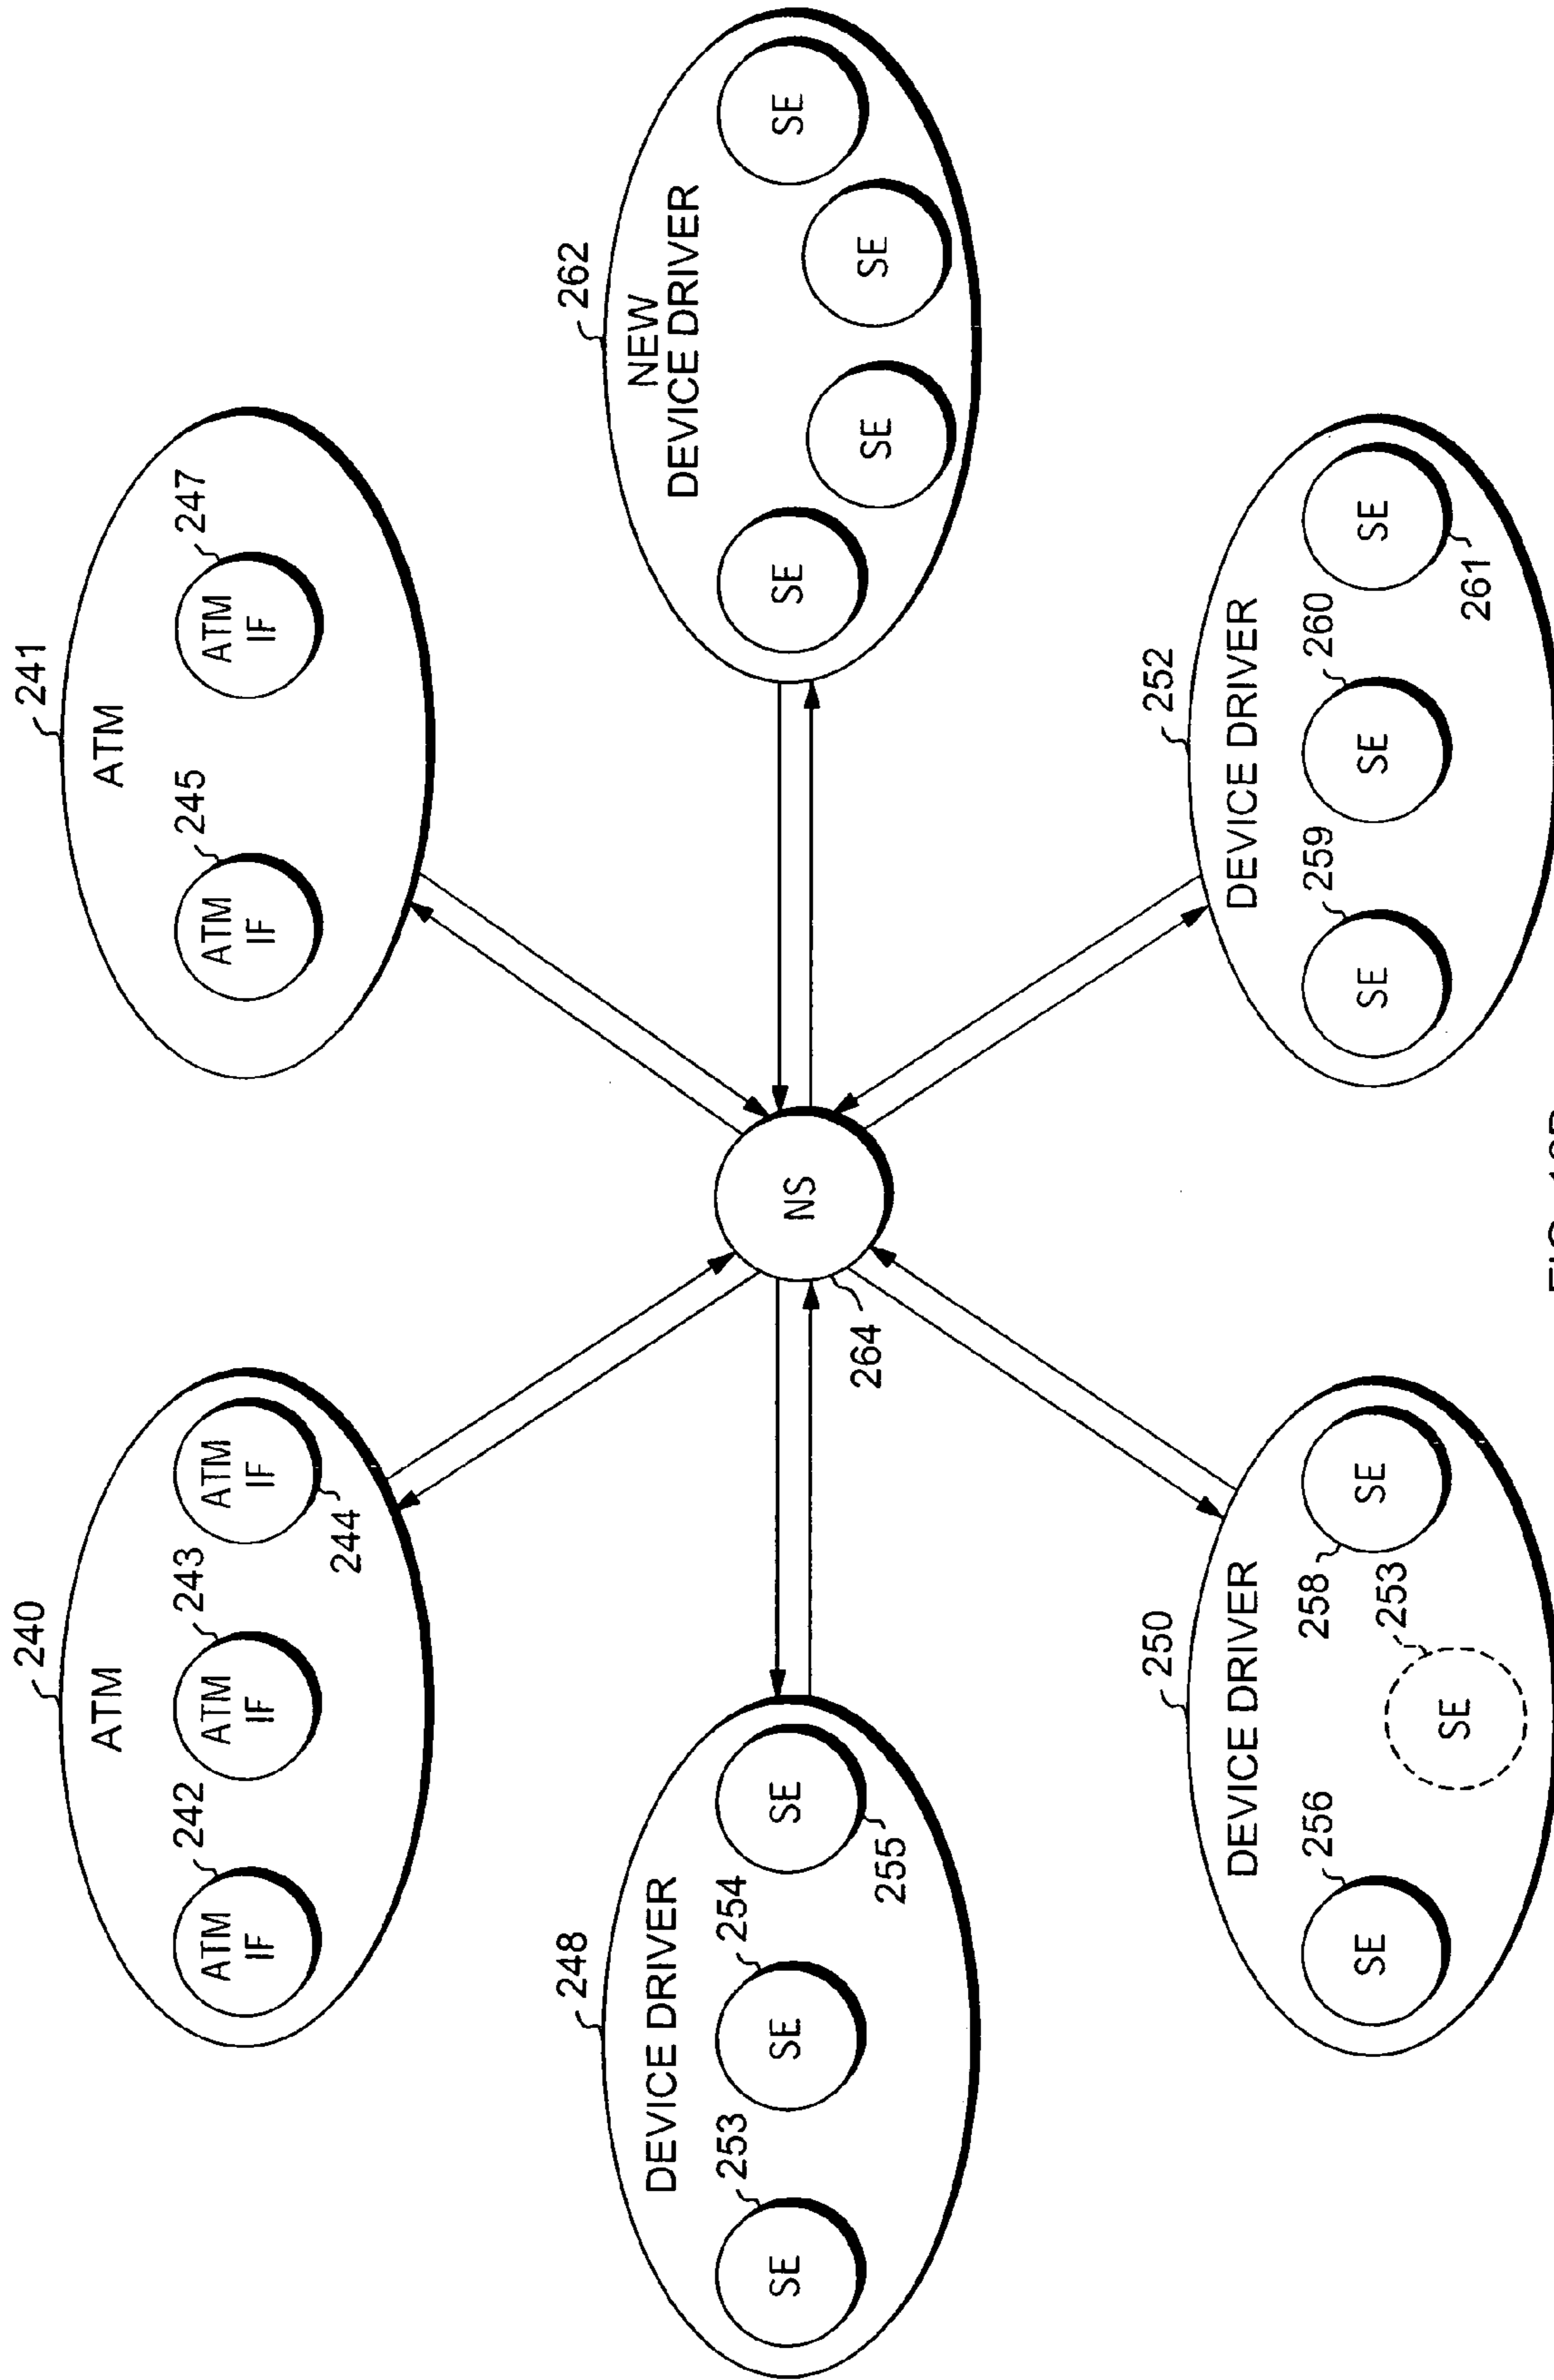 240
ATM
242
243
ATM
IF
ATM
IF
ATM
IF
244
241
ATM
245
247
ATM
IF
ATM
IF
248
DEVICE DRIVER
253
254
SE
SE
SE
255
NS
264
262
NEW
DEVICE DRIVER
SE
SE
SE
SE
250
DEVICE DRIVER
256
258
SE
SE
253
SE
252
DEVICE DRIVER
259
260
SE
SE
SE
261